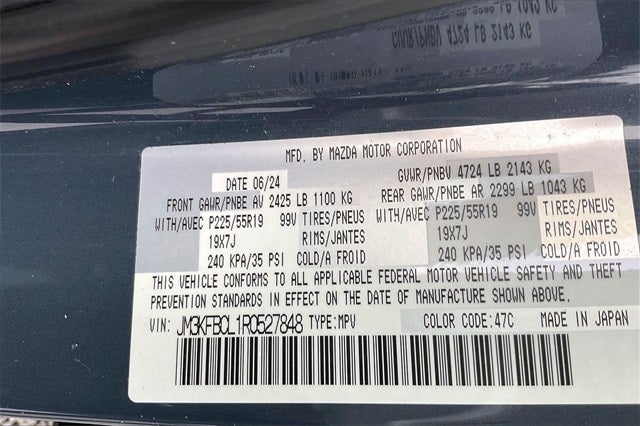 MFD. BY MAZDA MOTOR CORPORATION
DATE 06/24 GVWR/PNBV 4724 LB 2143 KG
FRONT GAWR/PNBE AV 2425 LB 1100 KG REAR GAWR/PNBE AR 2299 LB 1043 KG
WITH/AVEC P225/55R19 99V TIRES/PNEUS WITH/AVEC P225/55R19 99V TIRES/PNEUS
19X7J RIMS/JANTES 19X7J RIMS/JANTES
240 KPA/35 PSI COLD/A FROID 240 KPA/35 PSI COLD/A FROID
THIS VEHICLE CONFORMS TO ALL APPLICABLE FEDERAL MOTOR VEHICLE SAFETY AND THEFT
PREVENTION STANDARDS IN EFFECT ON THE DATE OF MANUFACTURE SHOWN ABOVE.
VIN: JM3KFBCL1R0527848 TYPE:MPV COLOR CODE:47C MADE IN JAPAN